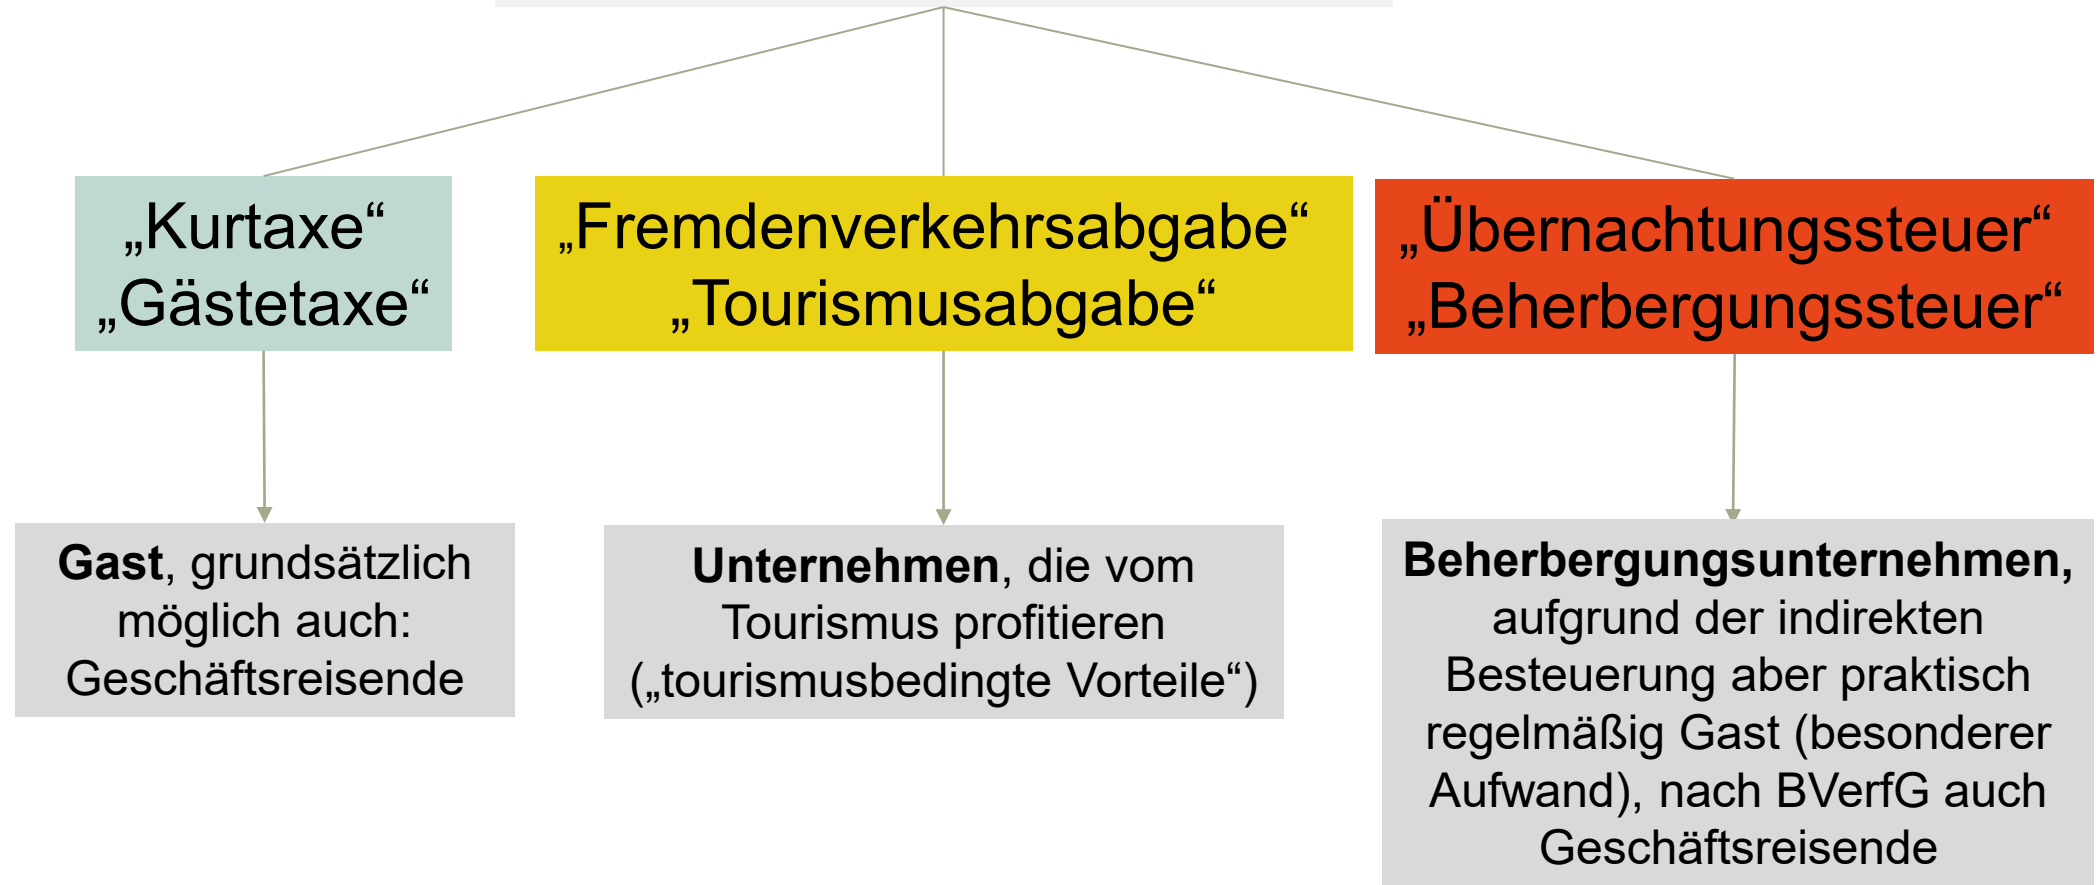 „Kurtaxe“
„Gästetaxe“
„Fremdenverkehrsabgabe“
„Tourismusabgabe“
„Übernachtungssteuer“
„Beherbergungssteuer“
Gast, grundsätzlich
möglich auch:
Geschäftsreisende
Unternehmen, die vom
Tourismus profitieren
(„tourismusbedingte Vorteile“)
Beherbergungsunternehmen,
aufgrund der indirekten
Besteuerung aber praktisch
regelmäßig Gast (besonderer
Aufwand), nach BVerfG auch
Geschäftsreisende